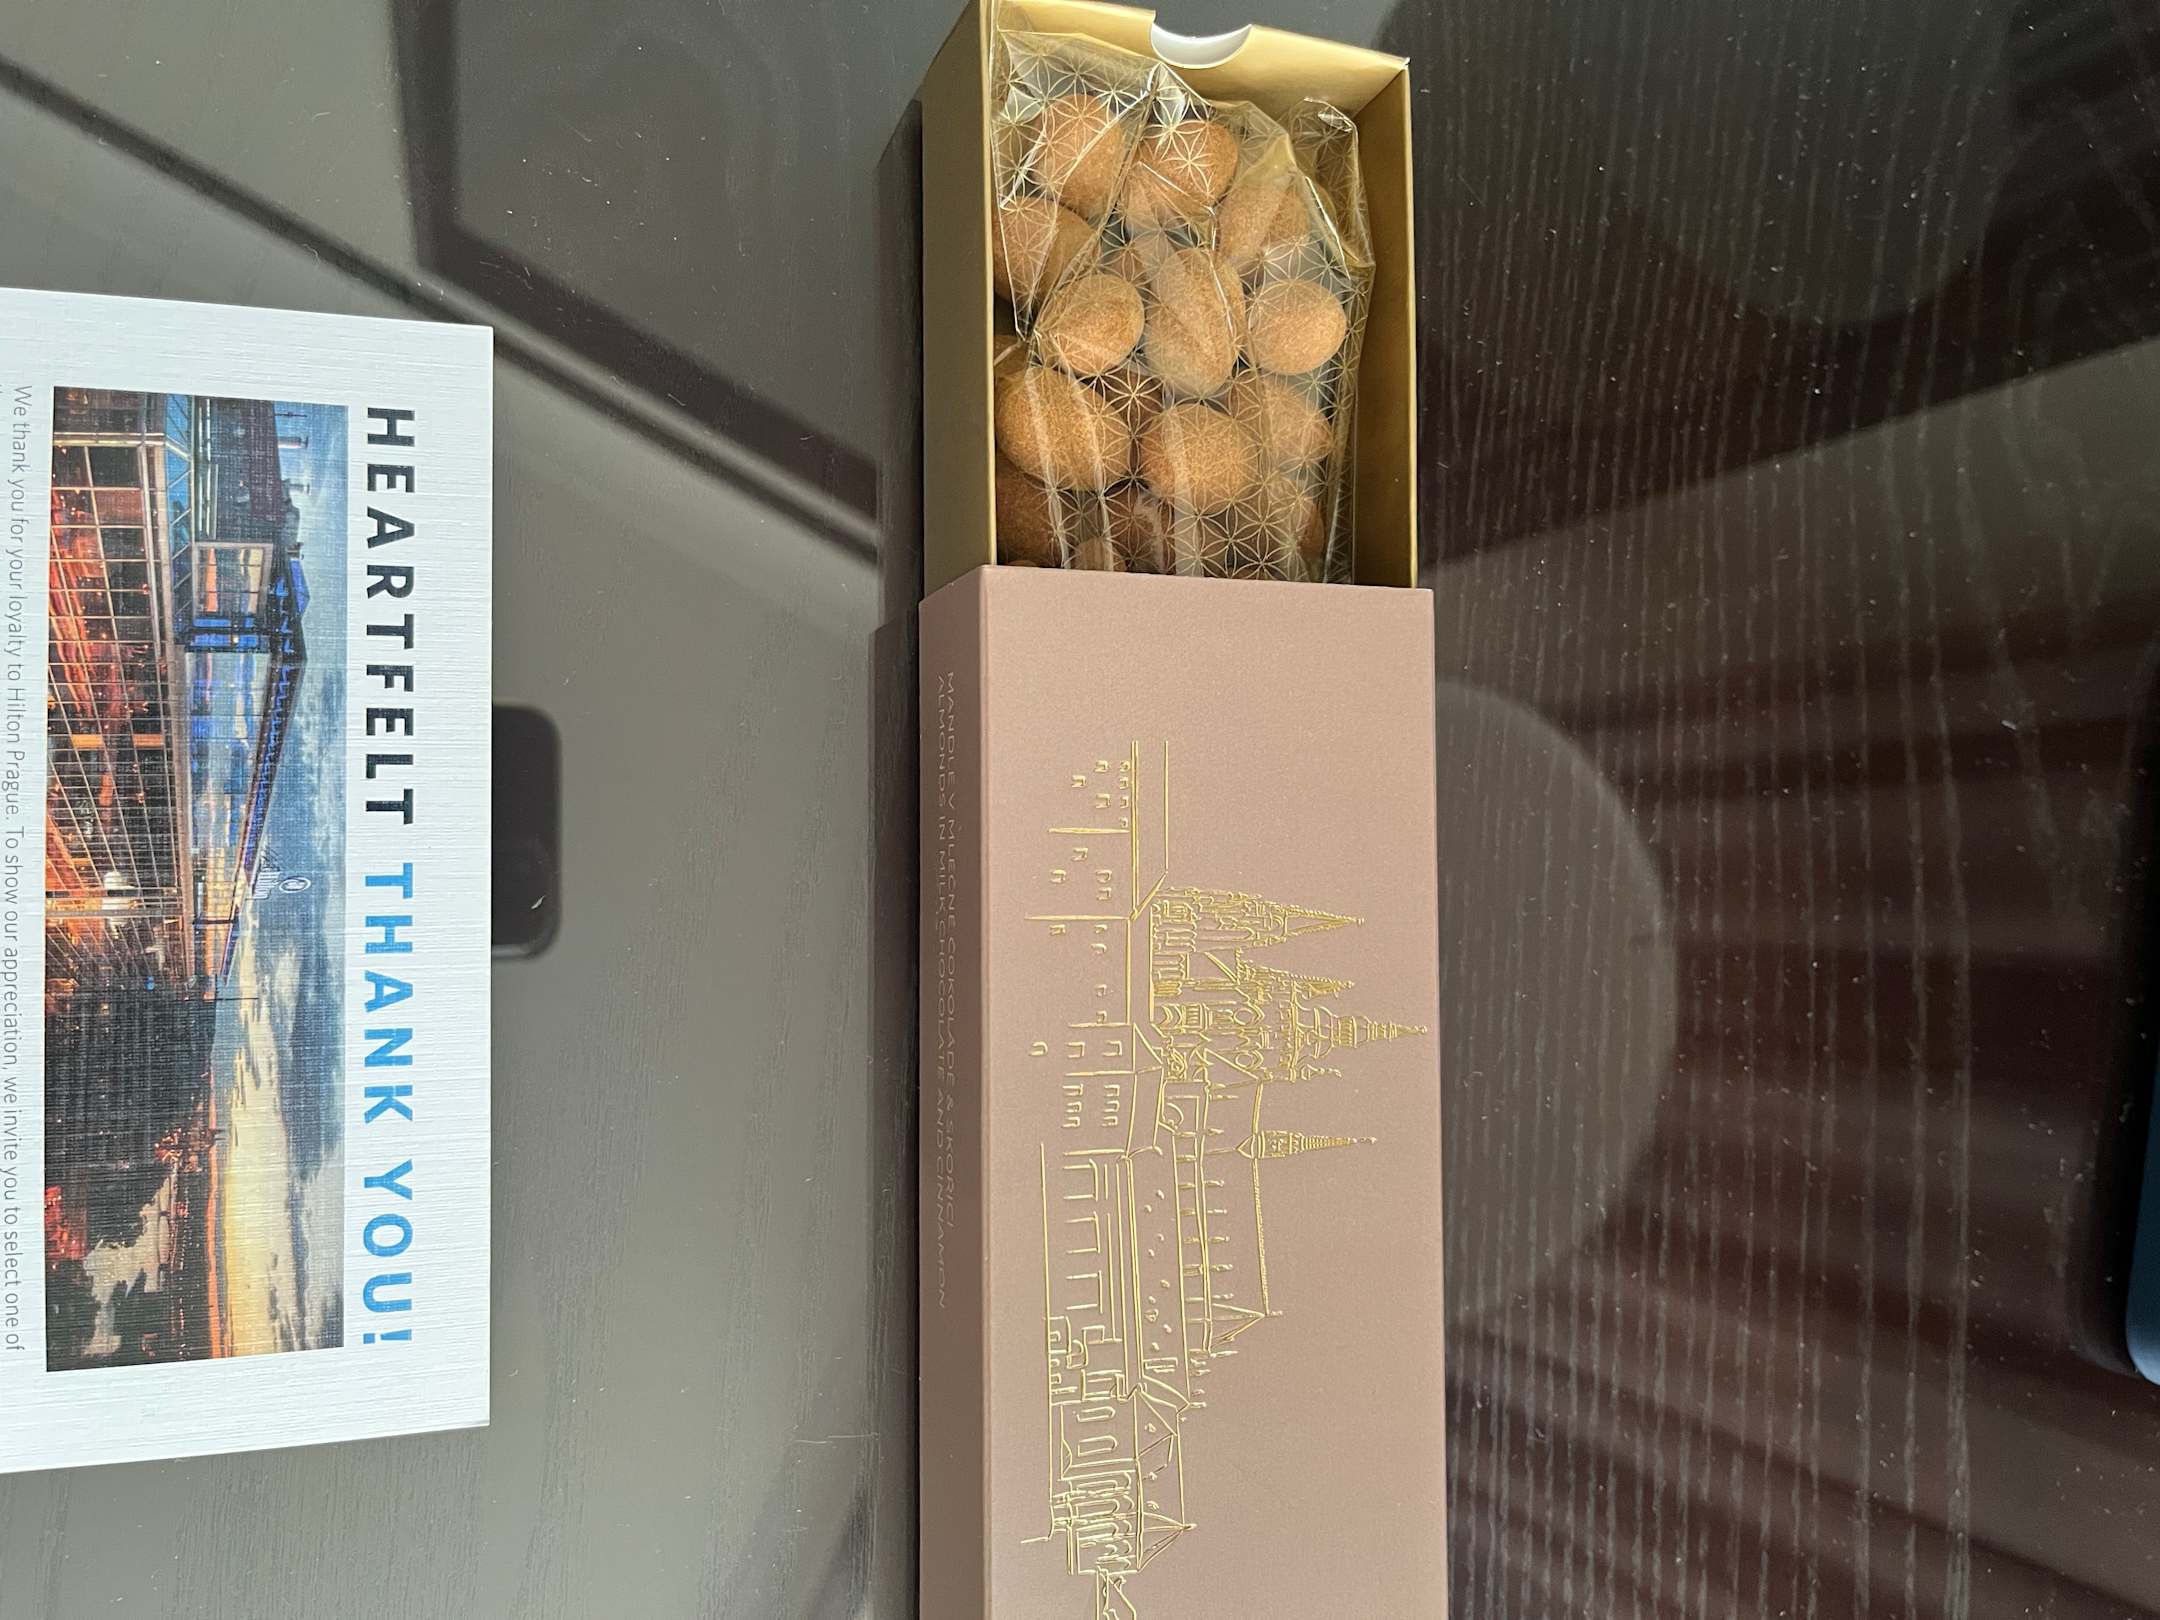 HEARTFELT THANK YOU!
We thank you for your loyalty to Hilton Prague. To show our appreciation, we invite you to select one of
MANDLE V MLÉČNÉ ČOKOLÁDĚ & SKOŘICI
ALMONDS IN MILK CHOCOLATE AND CINNAMON